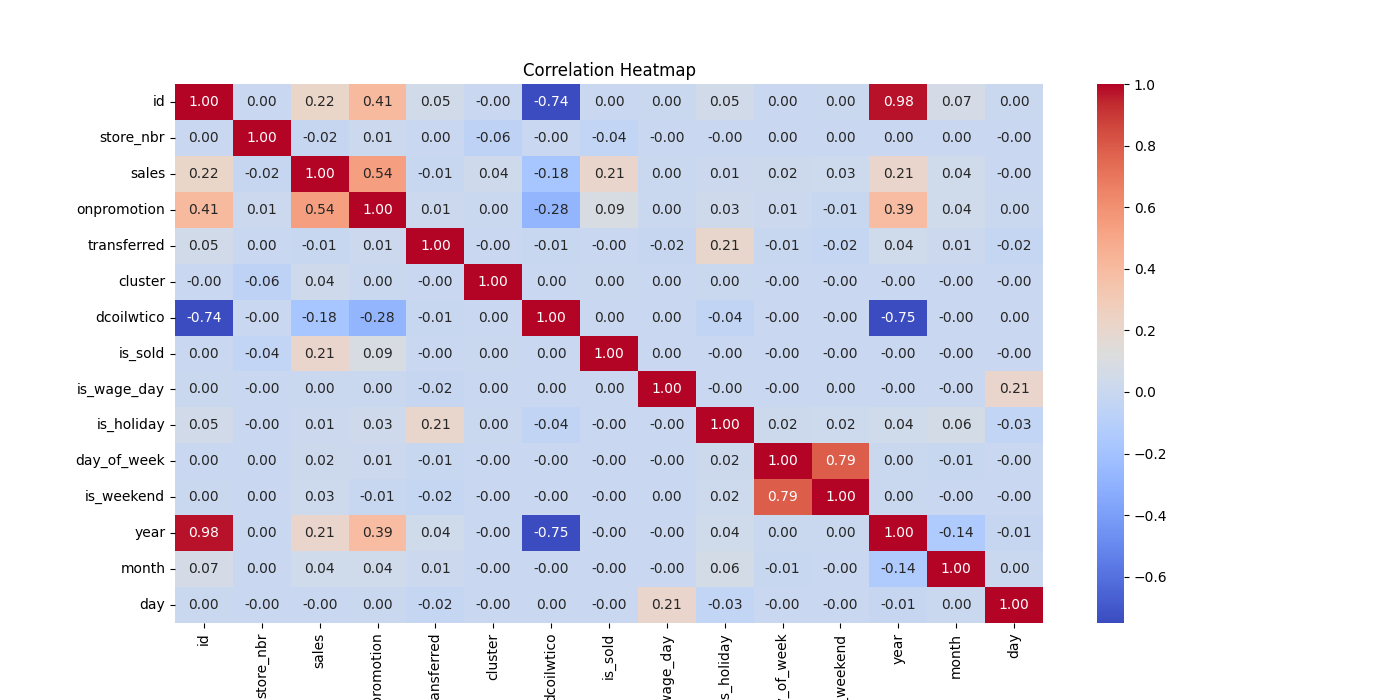 Correlation Heatmap
id 1.00 0.00 0.22 0.41 0.05 -0.00 -0.74 0.00 0.00 0.05 0.00 0.00 0.98 0.07 0.00
store_nbr 0.00 1.00 -0.02 0.01 0.00 -0.06 -0.00 -0.04 -0.00 -0.00 0.00 0.00 0.00 0.00 -0.00
sales 0.22 -0.02 1.00 0.54 -0.01 0.04 -0.18 0.21 0.00 0.01 0.02 0.03 0.21 0.04 -0.00
onpromotion 0.41 0.01 0.54 1.00 0.01 0.00 -0.28 0.09 0.00 0.03 0.01 -0.01 0.39 0.04 0.00
transferred 0.05 0.00 -0.01 0.01 1.00 -0.00 -0.01 -0.00 -0.02 0.21 -0.01 -0.02 0.04 0.01 -0.02
cluster -0.00 -0.06 0.04 0.00 -0.00 1.00 0.00 0.00 0.00 0.00 -0.00 -0.00 -0.00 -0.00 -0.00
dcoilwtico -0.74 -0.00 -0.18 -0.28 -0.01 0.00 1.00 0.00 0.00 -0.04 -0.00 -0.00 -0.75 -0.00 0.00
is_sold 0.00 -0.04 0.21 0.09 -0.00 0.00 0.00 1.00 0.00 -0.00 -0.00 -0.00 -0.00 -0.00 -0.00
is_wage_day 0.00 -0.00 0.00 0.00 -0.02 0.00 0.00 0.00 1.00 -0.00 -0.00 0.00 -0.00 -0.00 0.21
is_holiday 0.05 -0.00 0.01 0.03 0.21 0.00 -0.04 -0.00 -0.00 1.00 0.02 0.02 0.04 0.06 -0.03
day_of_week 0.00 0.00 0.02 0.01 -0.01 -0.00 -0.00 -0.00 -0.00 0.02 1.00 0.79 0.00 -0.01 -0.00
is_weekend 0.00 0.00 0.03 -0.01 -0.02 -0.00 -0.00 -0.00 0.00 0.02 0.79 1.00 0.00 -0.00 -0.00
year 0.98 0.00 0.21 0.39 0.04 -0.00 -0.75 -0.00 -0.00 0.04 0.00 0.00 1.00 -0.14 -0.01
month 0.07 0.00 0.04 0.04 0.01 -0.00 -0.00 -0.00 -0.00 0.06 -0.01 -0.00 -0.14 1.00 0.00
day 0.00 -0.00 -0.00 0.00 -0.02 -0.00 0.00 -0.00 0.21 -0.03 -0.00 -0.00 -0.01 0.00 1.00
id
store_nbr
sales
promotion
ansferred
cluster
dcoilwtico
is_sold
wage_day
s_holiday
_of_week
_weekend
year
month
day
1.0
0.8
0.6
0.4
0.2
0.0
−0.2
−0.4
−0.6